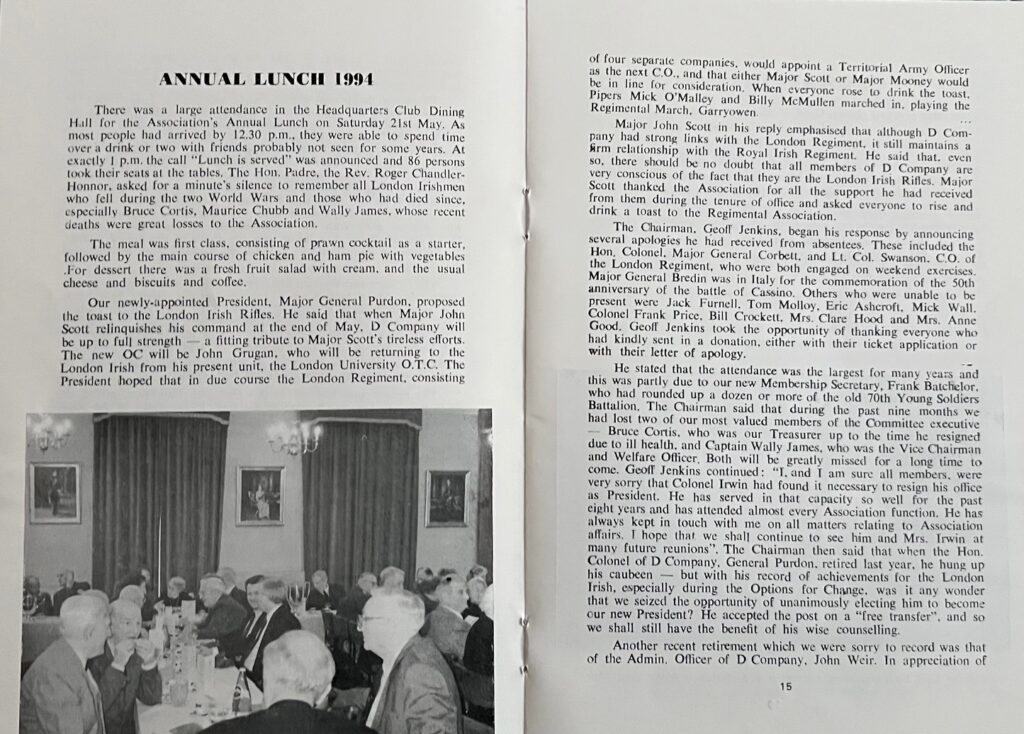 ANNUAL LUNCH 1994
There was a large attendance in the Headquarters Club Dining
Hall for the Association's Annual Lunch on Saturday 21st May. As
most people had arrived by 12.30 p.m., they were able to spend time
over a drink or two with friends probably not seen for some years. At
exactly 1 p.m. the call "Lunch is served" was announced and 86 persons
took their seats at the tables. The Hon. Padre, the Rev. Roger Chandler-
Honnor, asked for a minute's silence to remember all London Irishmen
who fell during the two World Wars and those who had died since,
especially Bruce Cortis, Maurice Chubb and Wally James, whose recent
deaths were great losses to the Association.
The meal was first class, consisting of prawn cocktail as a starter,
followed by the main course of chicken and ham pie with vegetables
.For dessert there was a fresh fruit salad with cream, and the usual
cheese and biscuits and coffee.
Our newly-appointed President, Major General Purdon, proposed
the toast to the London Irish Rifles. He said that when Major John
Scott relinquishes his command at the end of May, D Company will
be up to full strength — a fitting tribute to Major Scott's tireless efforts.
The new OC will be John Grugan, who will be returning to the
London Irish from his present unit, the London University O.T.C. The
President hoped that in due course the London Regiment, consisting
of four separate companies, would appoint a Territorial Army Officer
as the next C.O., and that either Major Scott or Major Mooney would
be in line for consideration. When everyone rose to drink the toast,
Pipers Mick O'Malley and Billy McMullen marched in, playing the
Regimental March, Garryowen.
Major John Scott in his reply emphasised that although D Com-
pany had strong links with the London Regiment, it still maintains a
firm relationship with the Royal Irish Regiment. He said that, even
so, there should be no doubt that all members of D Company are
very conscious of the fact that they are the London Irish Rifles. Major
Scott thanked the Association for all the support he had received
from them during the tenure of office and asked everyone to rise and
drink a toast to the Regimental Association.
The Chairman, Geoff Jenkins, began his response by announcing
several apologies he had received from absentees. These included the
Hon. Colonel, Major General Corbett, and Lt. Col. Swanson, C.O. of
the London Regiment, who were both engaged on weekend exercises.
Major General Bredin was in Italy for the commemoration of the 50th
anniversary of the battle of Cassino. Others who were unable to be
present were Jack Furnell, Tom Molloy, Eric Ashcroft, Mick Wall,
Colonel Frank Price, Bill Crockett, Mrs. Clare Hood and Mrs. Anne
Good. Geoff Jenkins took the opportunity of thanking everyone who
had kindly sent in a donation, either with their ticket application or
with their letter of apology.
He stated that the attendance was the largest for many years and
this was partly due to our new Membership Secretary, Frank Batchelor,
who had rounded up a dozen or more of the old 70th Young Soldiers
Battalion. The Chairman said that during the past nine months we
had lost two of our most valued members of the Committee executive
— Bruce Cortis, who was our Treasurer up to the time he resigned
due to ill health, and Captain Wally James, who was the Vice Chairman
and Welfare Officer. Both will be greatly missed for a long time to
come. Geoff Jenkins continued: "I, and I am sure all members, were
very sorry that Colonel Irwin had found it necessary to resign his office
as President. He has served in that capacity so well for the past
eight years and has attended almost every Association function. He has
always kept in touch with me on all matters relating to Association
affairs. I hope that we shall continue to see him and Mrs. Irwin at
many future reunions". The Chairman then said that when the Hon.
Colonel of D Company, General Purdon, retired last year, he hung up
his caubeen — but with his record of achievements for the London
Irish, especially during the Options for Change, was it any wonder
that we seized the opportunity of unanimously electing him to become
our new President? He accepted the post on a "free transfer", and so
we shall still have the benefit of his wise counselling.
Another recent retirement which we were sorry to record was that
of the Admin. Officer of D Company, John Weir. In appreciation of
15